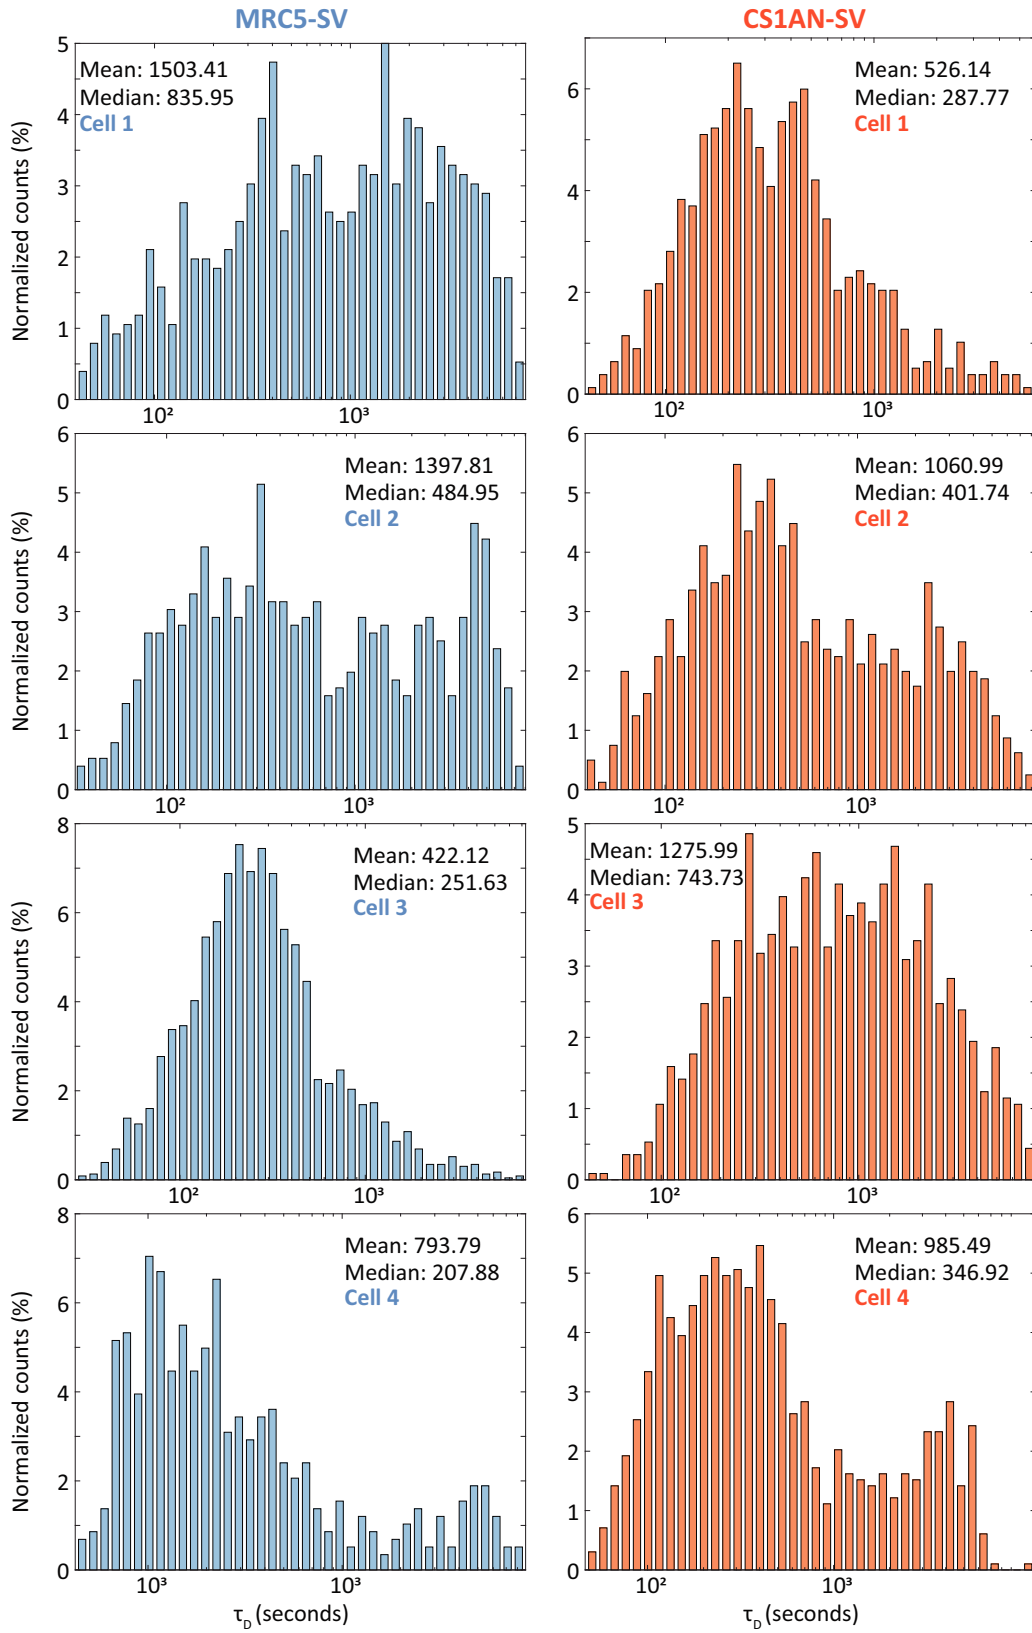 MRC5-SV
CS1AN-SV
Normalized counts (%)
5
4
3
2
1
0
Mean: 1503.41
Median: 835.95
Cell 1
10²
10³
6
4
2
0
Mean: 526.14
Median: 287.77
Cell 1
10²
10³
Normalized counts (%)
6
5
4
3
2
1
0
Mean: 1397.81
Median: 484.95
Cell 2
10²
10³
6
5
4
3
2
1
0
Mean: 1060.99
Median: 401.74
Cell 2
10²
10³
Normalized counts (%)
8
6
4
2
0
Mean: 422.12
Median: 251.63
Cell 3
10²
10³
5
4
3
2
1
0
Mean: 1275.99
Median: 743.73
Cell 3
10²
10³
Normalized counts (%)
8
6
4
2
0
Mean: 793.79
Median: 207.88
Cell 4
10³
10³
τD (seconds)
6
5
4
3
2
1
0
Mean: 985.49
Median: 346.92
Cell 4
10²
10³
τD (seconds)